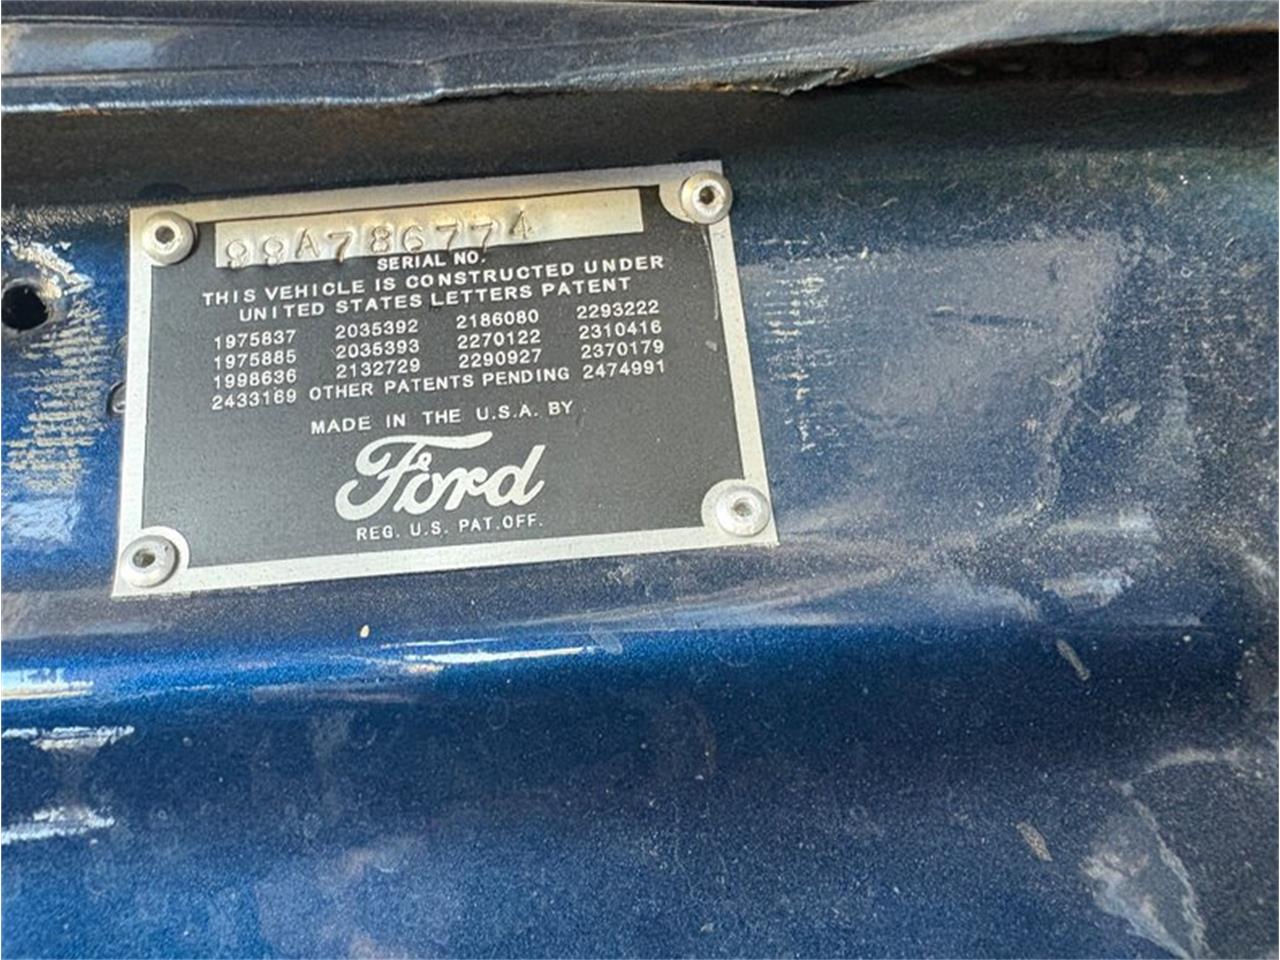 99A786774
SERIAL NO.
THIS VEHICLE IS CONSTRUCTED UNDER
UNITED STATES LETTERS PATENT
1975837 2035392 2186080 2293222
1975885 2035393 2270122 2310416
1998636 2132729 2290927 2370179
2433169 OTHER PATENTS PENDING 2474991
MADE IN THE U.S.A. BY
Ford
REG. U.S. PAT. OFF.